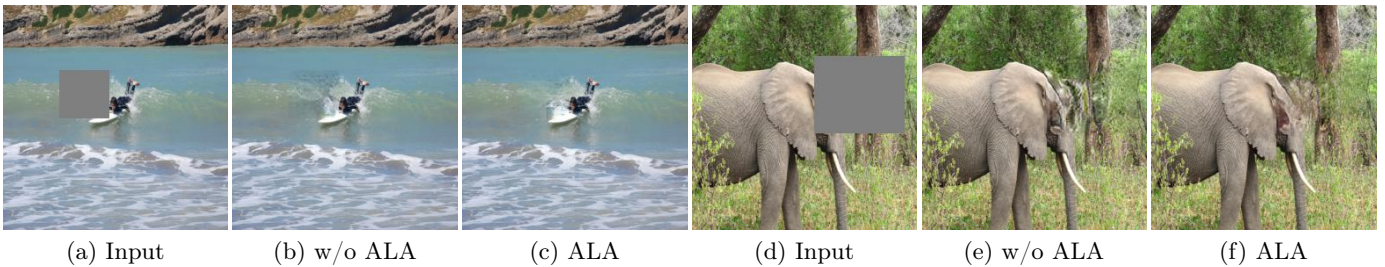 (a) Input
(b) w/o ALA
(c) ALA
(d) Input
(e) w/o ALA
(f) ALA